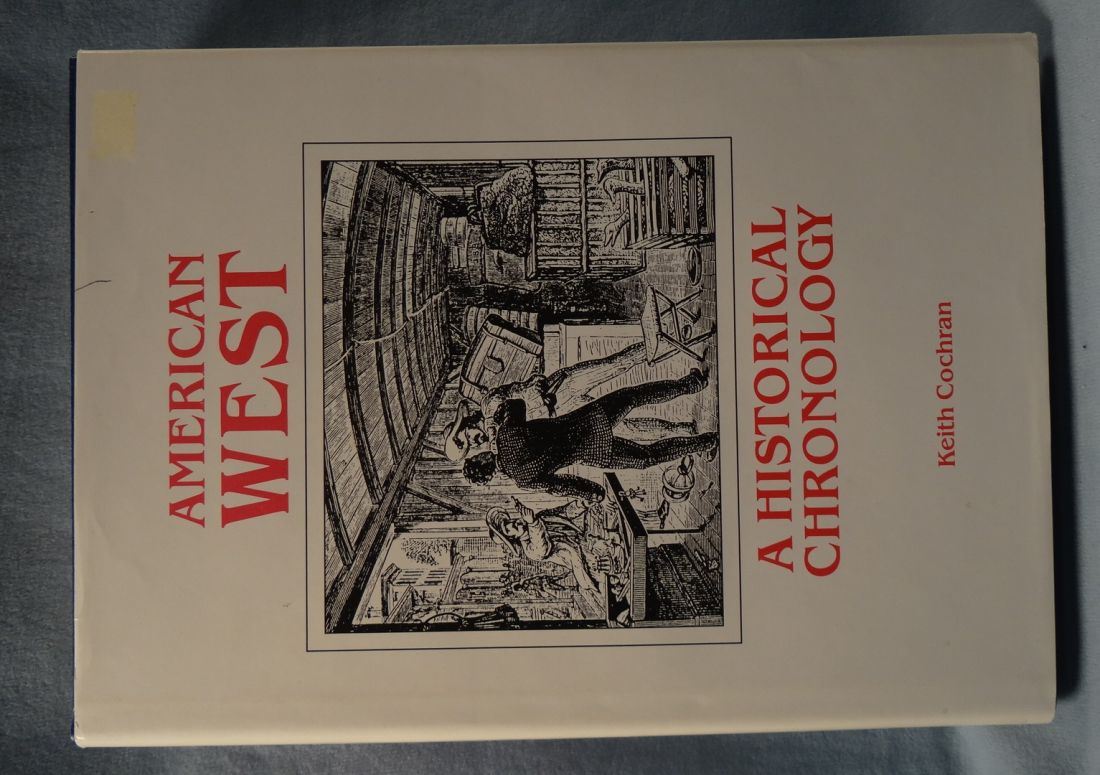 AMERICAN
WEST
A HISTORICAL
CHRONOLOGY
Keith Cochran